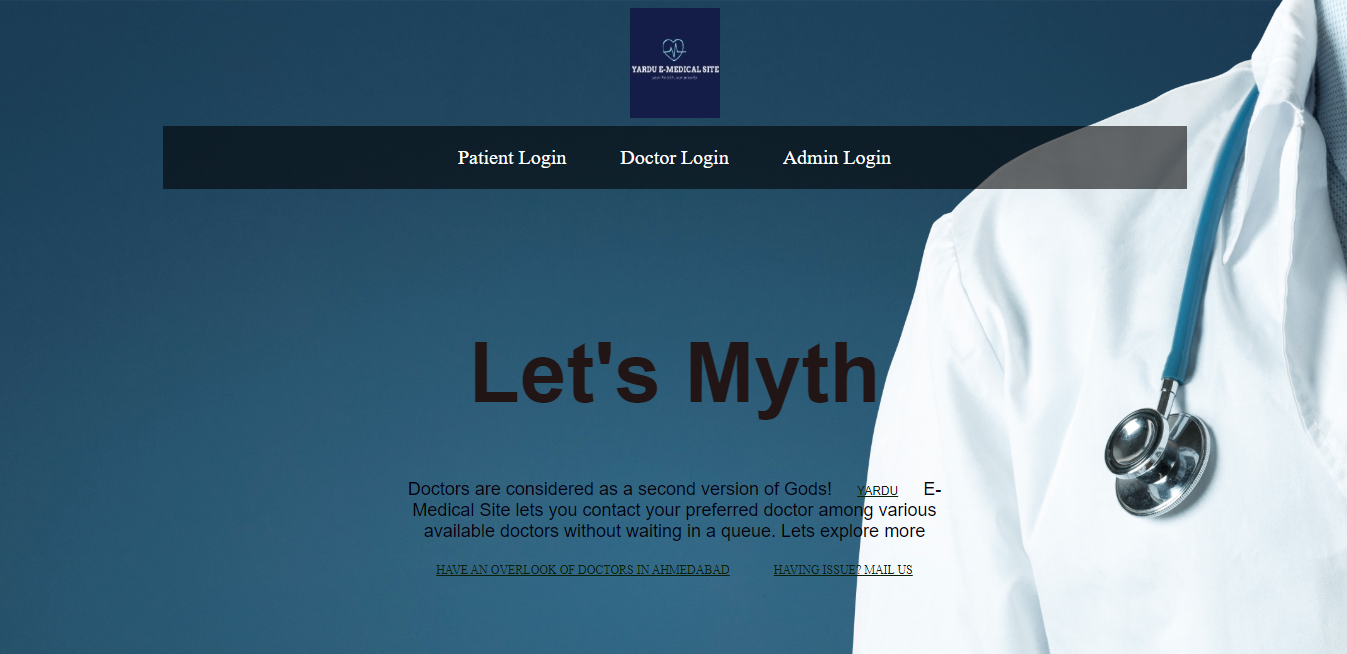 YARDU E-MEDICAL SITE
Patient Login Doctor Login Admin Login
Let's Myth
Doctors are considered as a second version of Gods! YARDU E-
Medical Site lets you contact your preferred doctor among various
available doctors without waiting in a queue. Lets explore more
HAVE AN OVERLOOK OF DOCTORS IN AHMEDABAD HAVING ISSUE? MAIL US